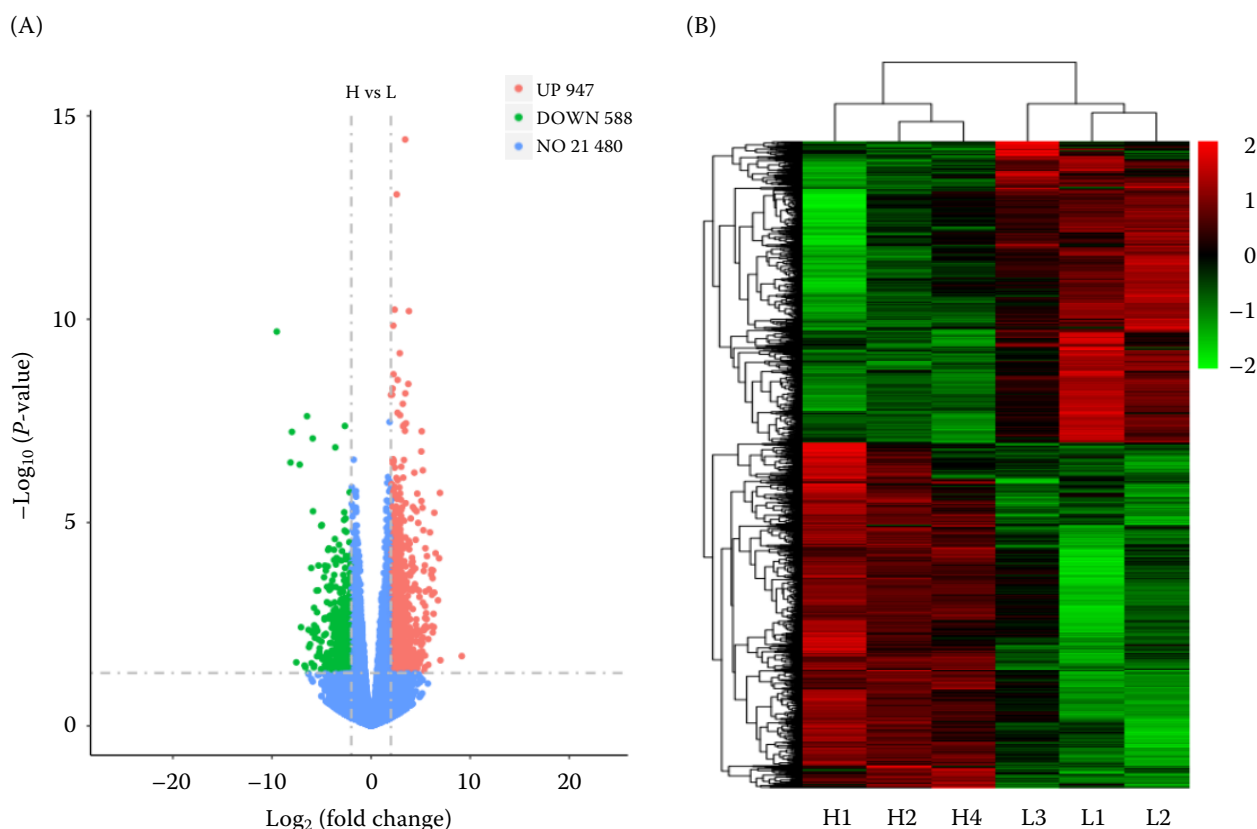 (A)
H vs L
UP 947
DOWN 588
NO 21 480
15
10
5
0
−Log10 (P-value)
−20 −10 0 10 20
Log2 (fold change)
(B)
2
1
0
−1
−2
H1 H2 H4 L3 L1 L2